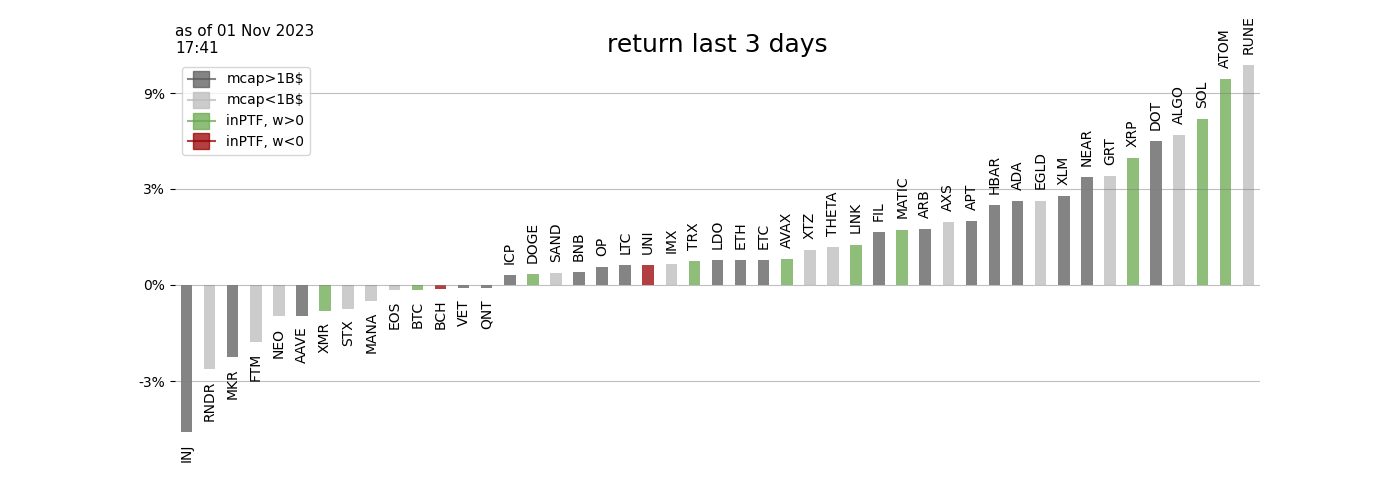 as of 01 Nov 2023
17:41
return last 3 days
mcap>1B$
mcap<1B$
inPTF, w>0
inPTF, w<0
9%
3%
0%
-3%
INJ
RNDR
MKR
FTM
NEO
AAVE
XMR
STX
MANA
EOS
BTC
BCH
VET
QNT
ICP
DOGE
SAND
BNB
OP
LTC
UNI
IMX
TRX
LDO
ETH
ETC
AVAX
XTZ
THETA
LINK
FIL
MATIC
ARB
AXS
APT
HBAR
ADA
EGLD
XLM
NEAR
GRT
XRP
DOT
ALGO
SOL
ATOM
RUNE